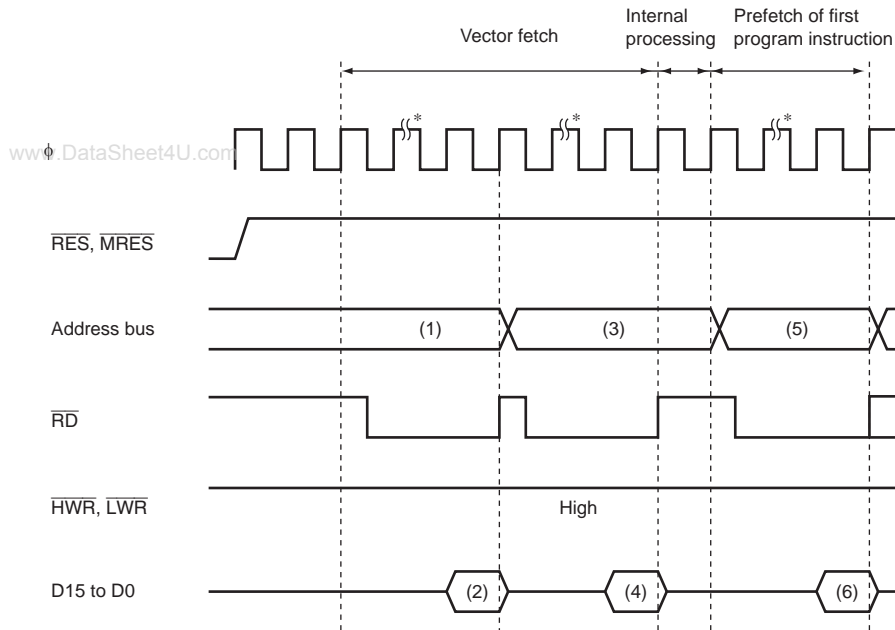 Internal
processing
Prefetch of first
program instruction
Vector fetch
*
*
*
www.DataSheet4U.com
ϕ
RES, MRES
Address bus
(1)
(3)
(5)
RD
HWR, LWR
High
D15 to D0
(2)
(4)
(6)